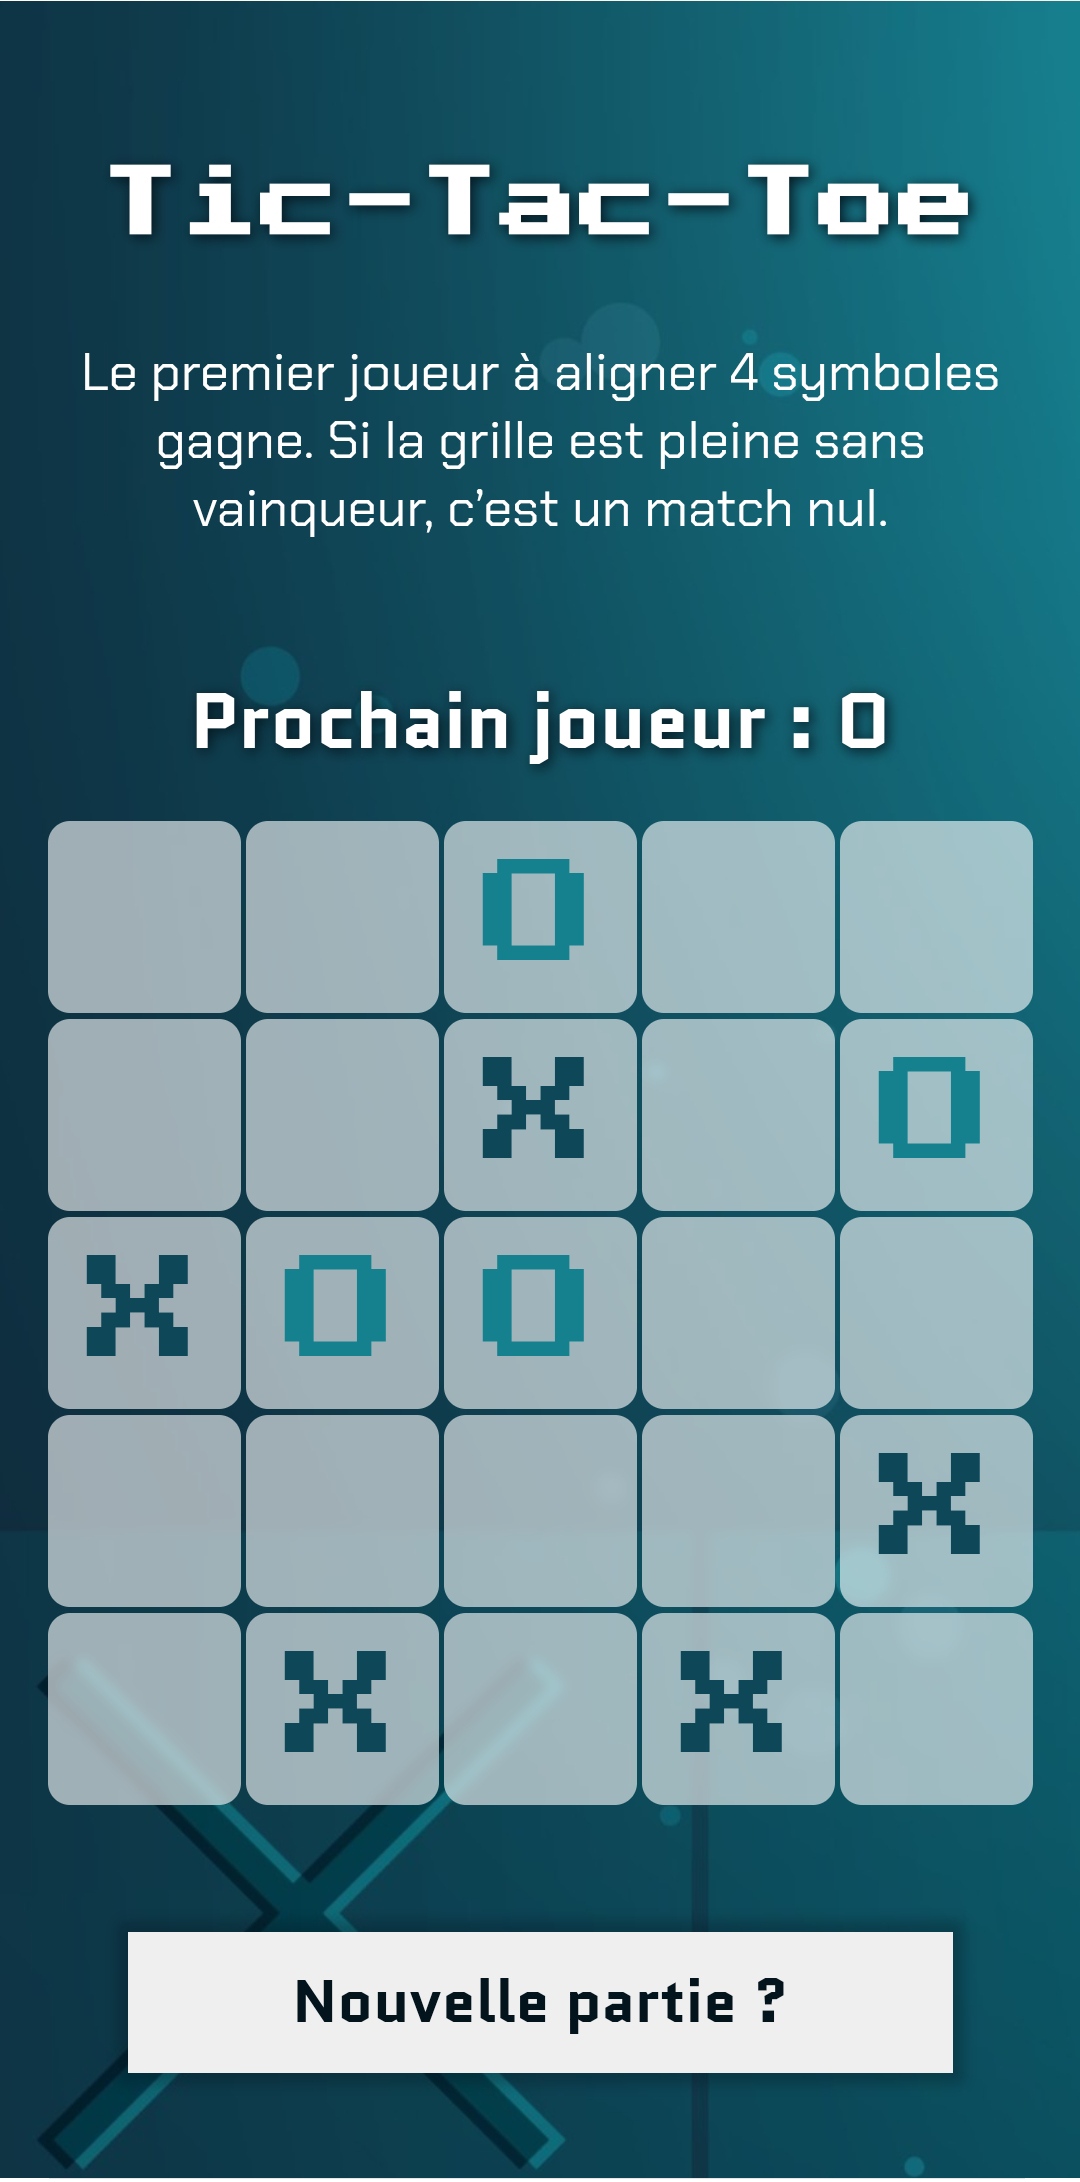 Tic-Tac-Toe
Le premier joueur à aligner 4 symboles
gagne. Si la grille est pleine sans
vainqueur, c’est un match nul.
Prochain joueur : O
O
X O
X O O
X
X X
Nouvelle partie ?